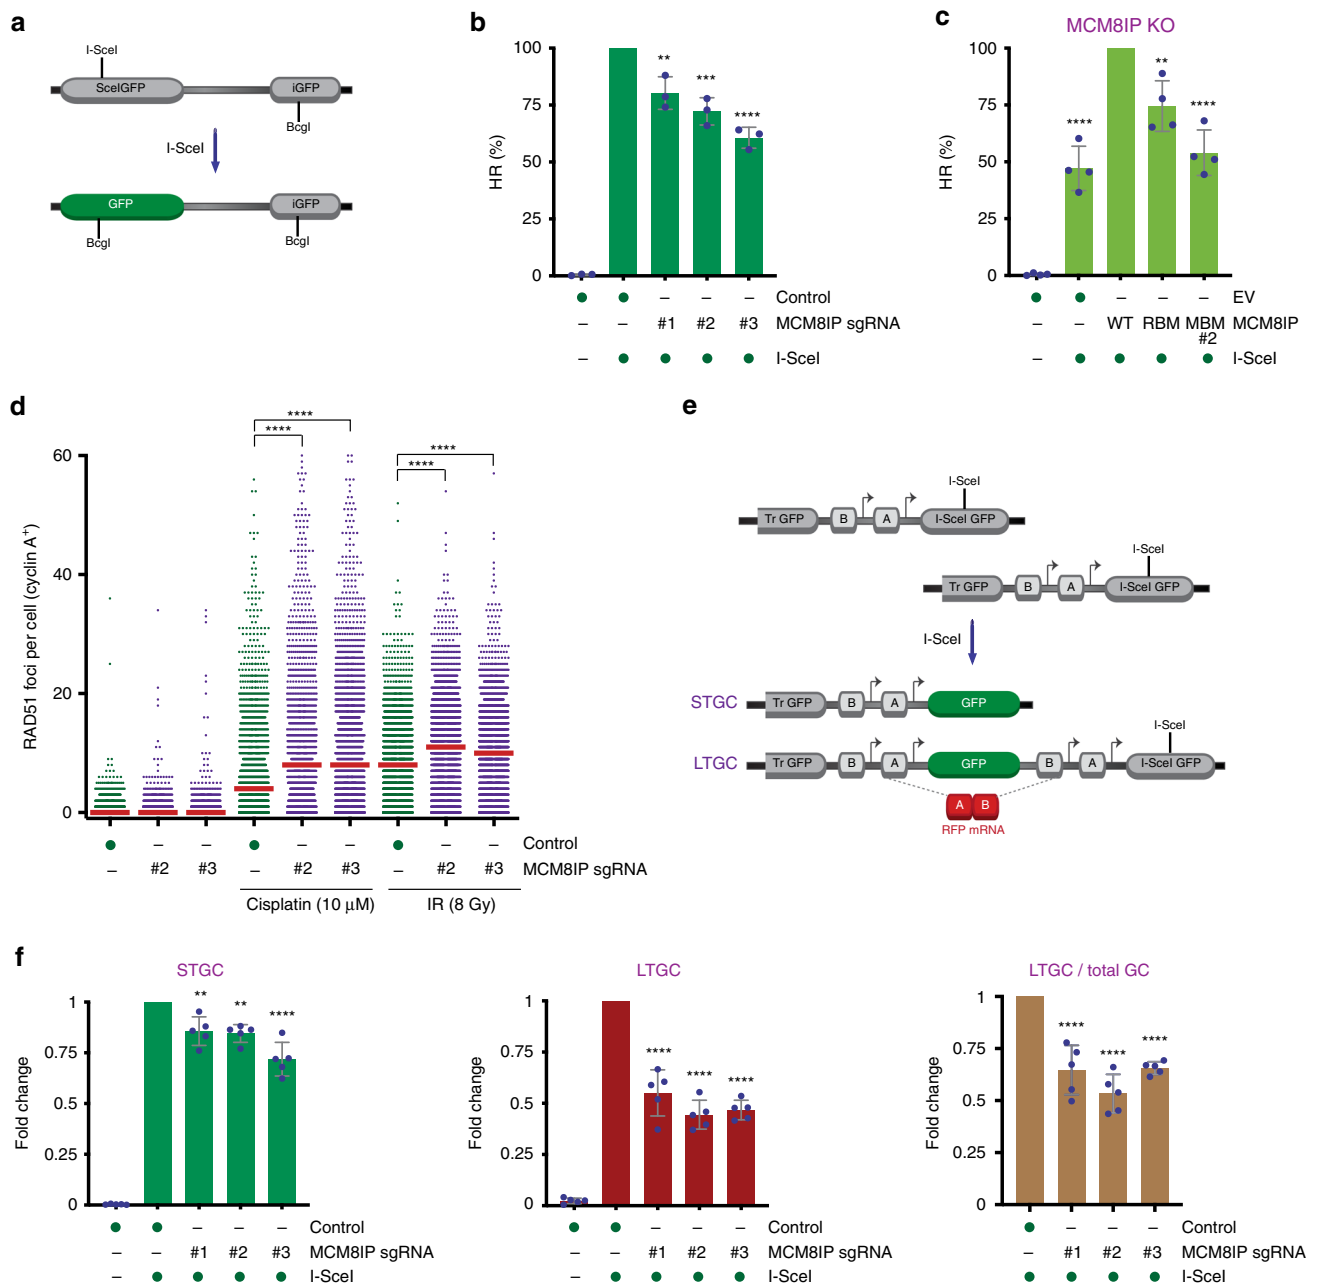 a
I-SceI
SceIGFP
iGFP
BcgI
I-SceI
GFP
iGFP
BcgI
BcgI
b
100
75
50
25
0
HR (%)
** *** ****
– – – Control
– – #1 #2 #3 MCM8IP sgRNA
– I-SceI
c
MCM8IP KO
100
75
50
25
0
HR (%)
**** ** ****
– – – EV
– – WT RBM MBM #2 MCM8IP
– I-SceI
d
60
40
20
0
RAD51 foci per cell (cyclin A+)
****
****
****
****
– – – – – – Control
– #2 #3 – #2 #3 – #2 #3 MCM8IP sgRNA
Cisplatin (10 μM) IR (8 Gy)
e
I-SceI
Tr GFP B A I-SceI GFP
I-SceI
Tr GFP B A I-SceI GFP
I-SceI
STGC Tr GFP B A GFP
I-SceI
LTGC Tr GFP B A GFP B A I-SceI GFP
A B
RFP mRNA
f
STGC
1
0.75
0.5
0.25
0
Fold change
** ** ****
– – – Control
– – #1 #2 #3 MCM8IP sgRNA
– I-SceI
LTGC
1
0.75
0.5
0.25
0
Fold change
**** **** ****
– – – Control
– – #1 #2 #3 MCM8IP sgRNA
– I-SceI
LTGC / total GC
1
0.75
0.5
0.25
0
Fold change
**** **** ****
– – – Control
– #1 #2 #3 MCM8IP sgRNA
I-SceI